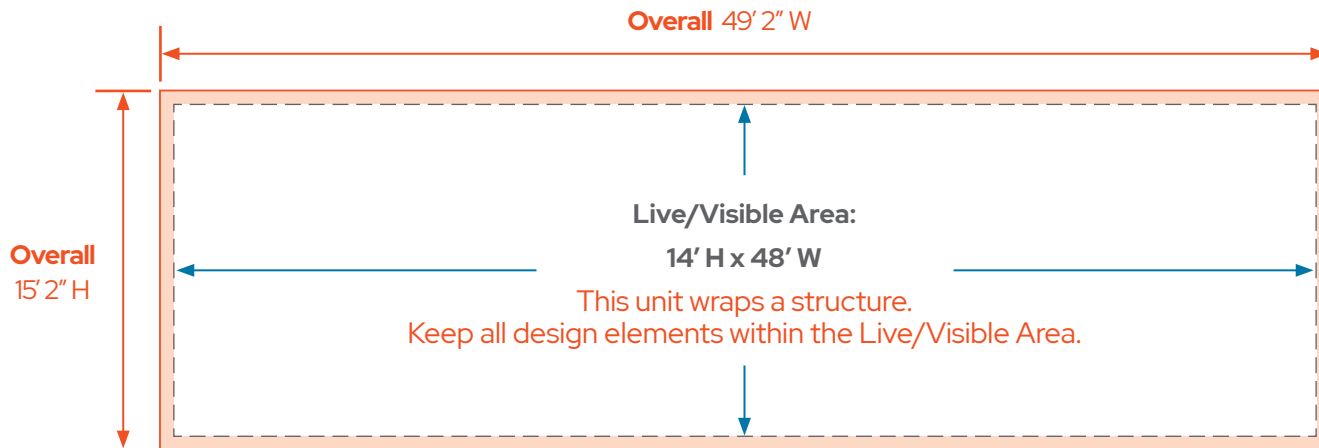 Overall 49′ 2″ W
Live/Visible Area:
14′ H x 48′ W
Overall
15′ 2″ H
This unit wraps a structure.
Keep all design elements within the Live/Visible Area.